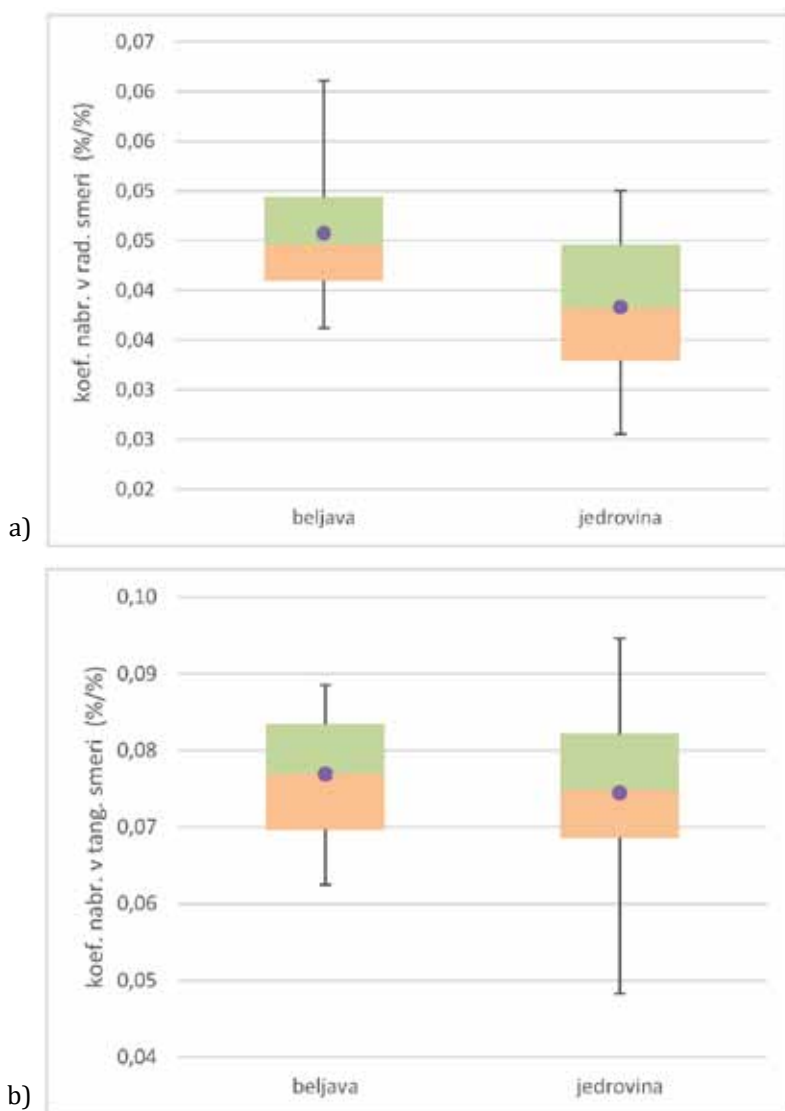 a)
koef. nabr. v rad. smeri (%/%)
0,07
0,06
0,06
0,05
0,05
0,04
0,04
0,03
0,03
0,02
beljava
jedrovina
b)
koef. nabr. v tang. smeri (%/%)
0,10
0,09
0,08
0,07
0,06
0,05
0,04
beljava
jedrovina